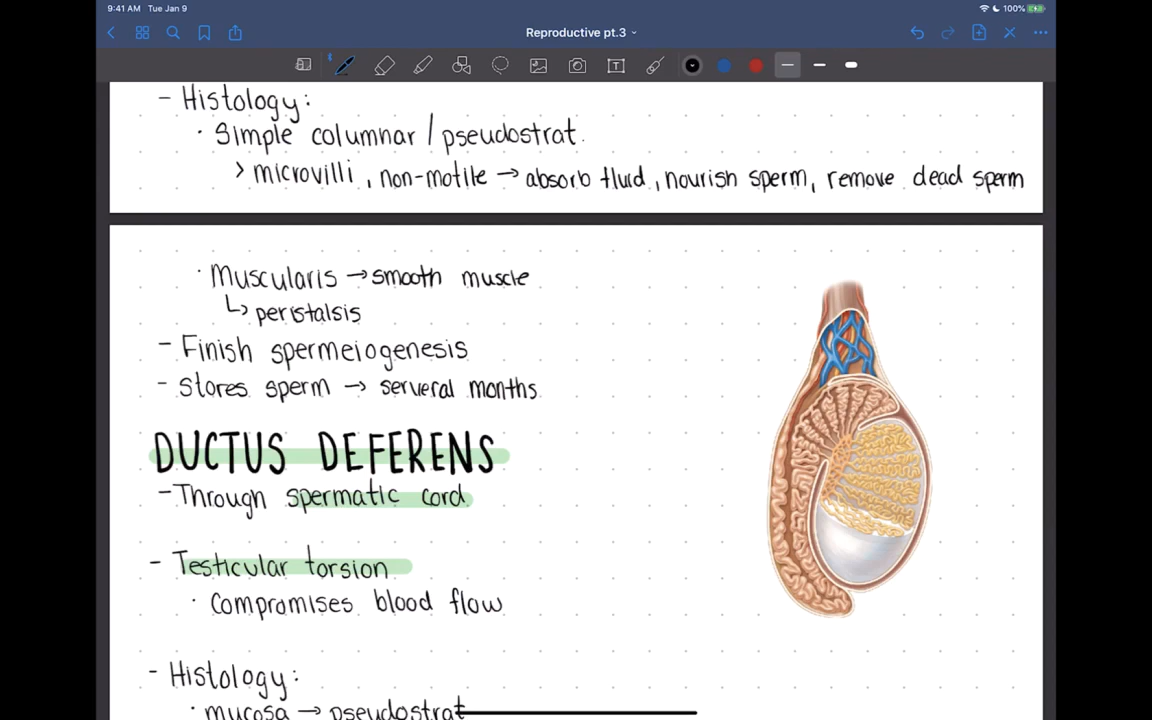 9:41 AM Tue Jan 9
100%
Reproductive pt.3
- Histology:
· Simple columnar / pseudostrat.
> microvilli, non-motile → absorb fluid, nourish sperm, remove dead sperm
· Muscularis → smooth muscle
↳ peristalsis
- Finish spermeiogenesis
- Stores sperm → serveral months
DUCTUS DEFERENS
- Through spermatic cord
- Testicular torsion
· Compromises blood flow
- Histology:
· mucosa → pseudostrat